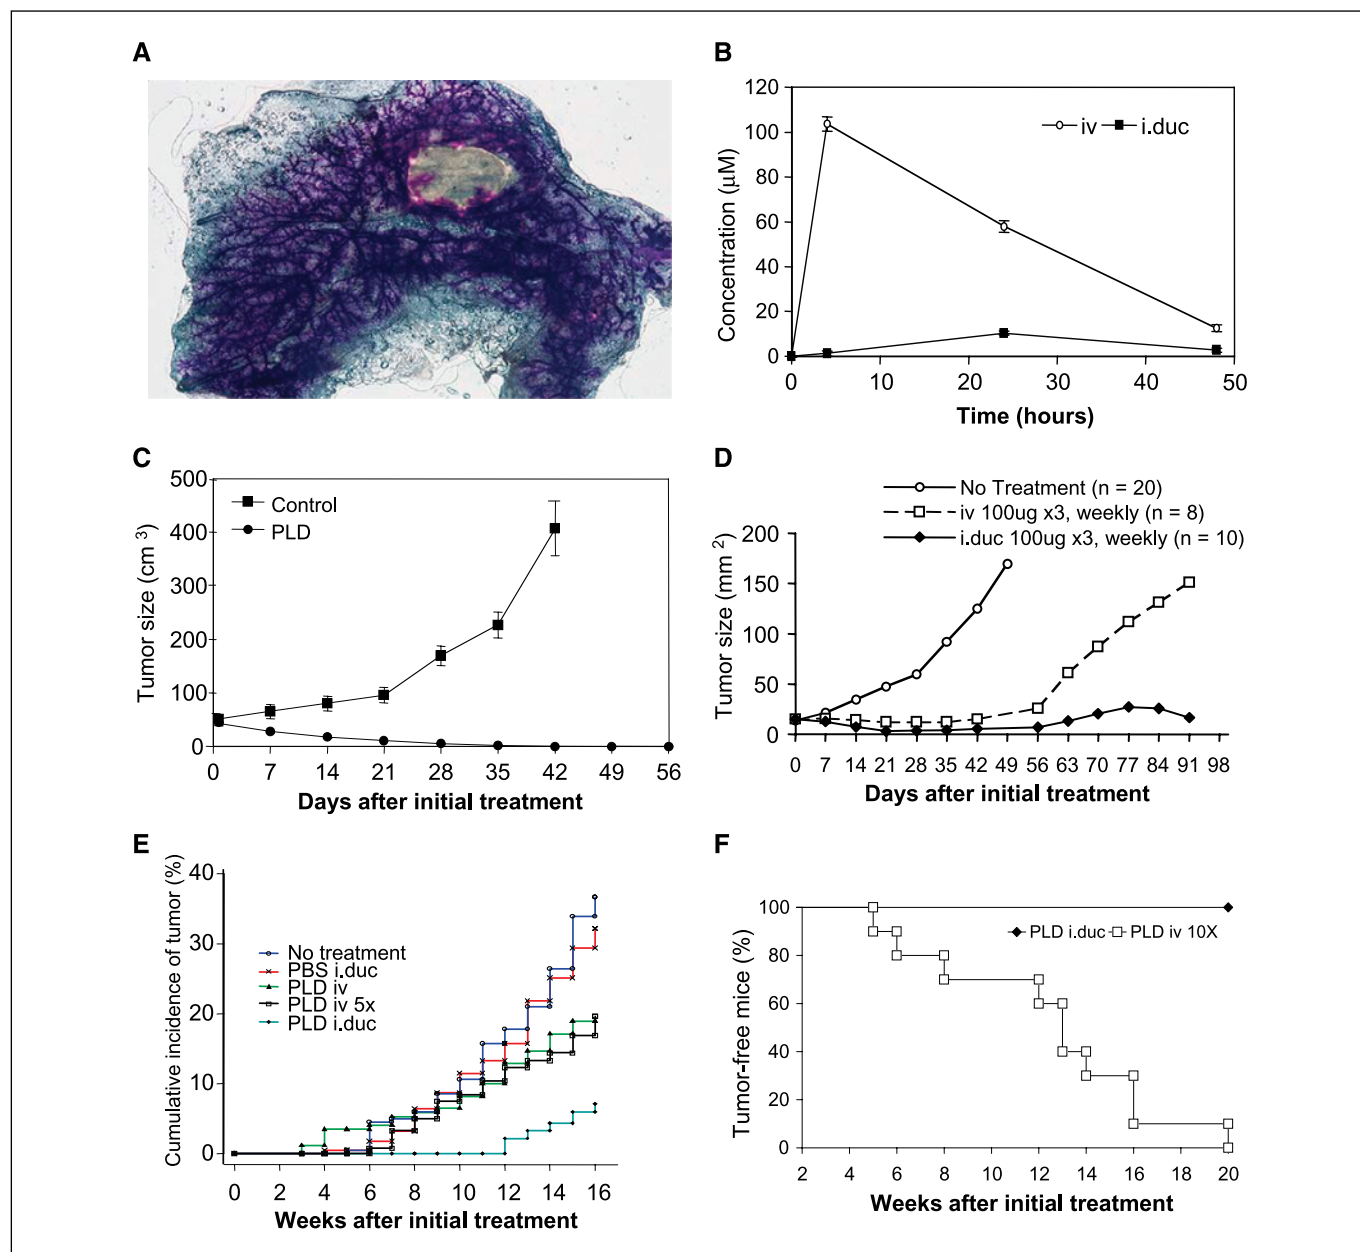 A
B
120
100
80
60
40
20
0
Concentration (μM)
iv i.duc
0 10 20 30 40 50
Time (hours)
C
500
400
300
200
100
0
Tumor size (cm 3)
Control
PLD
0 7 14 21 28 35 42 49 56
Days after initial treatment
D
No Treatment (n = 20)
iv 100ug x3, weekly (n = 8)
i.duc 100ug x3, weekly (n = 10)
200
150
100
50
0
Tumor size (mm 2)
0 7 14 21 28 35 42 49 56 63 70 77 84 91 98
Days after initial treatment
E
40
30
20
10
0
Cumulative incidence of tumor (%)
No treatment
PBS i.duc
PLD iv
PLD iv 5x
PLD i.duc
0 2 4 6 8 10 12 14 16
Weeks after initial treatment
F
100
80
60
40
20
0
Tumor-free mice (%)
PLD i.duc PLD iv 10X
2 4 6 8 10 12 14 16 18 20
Weeks after initial treatment